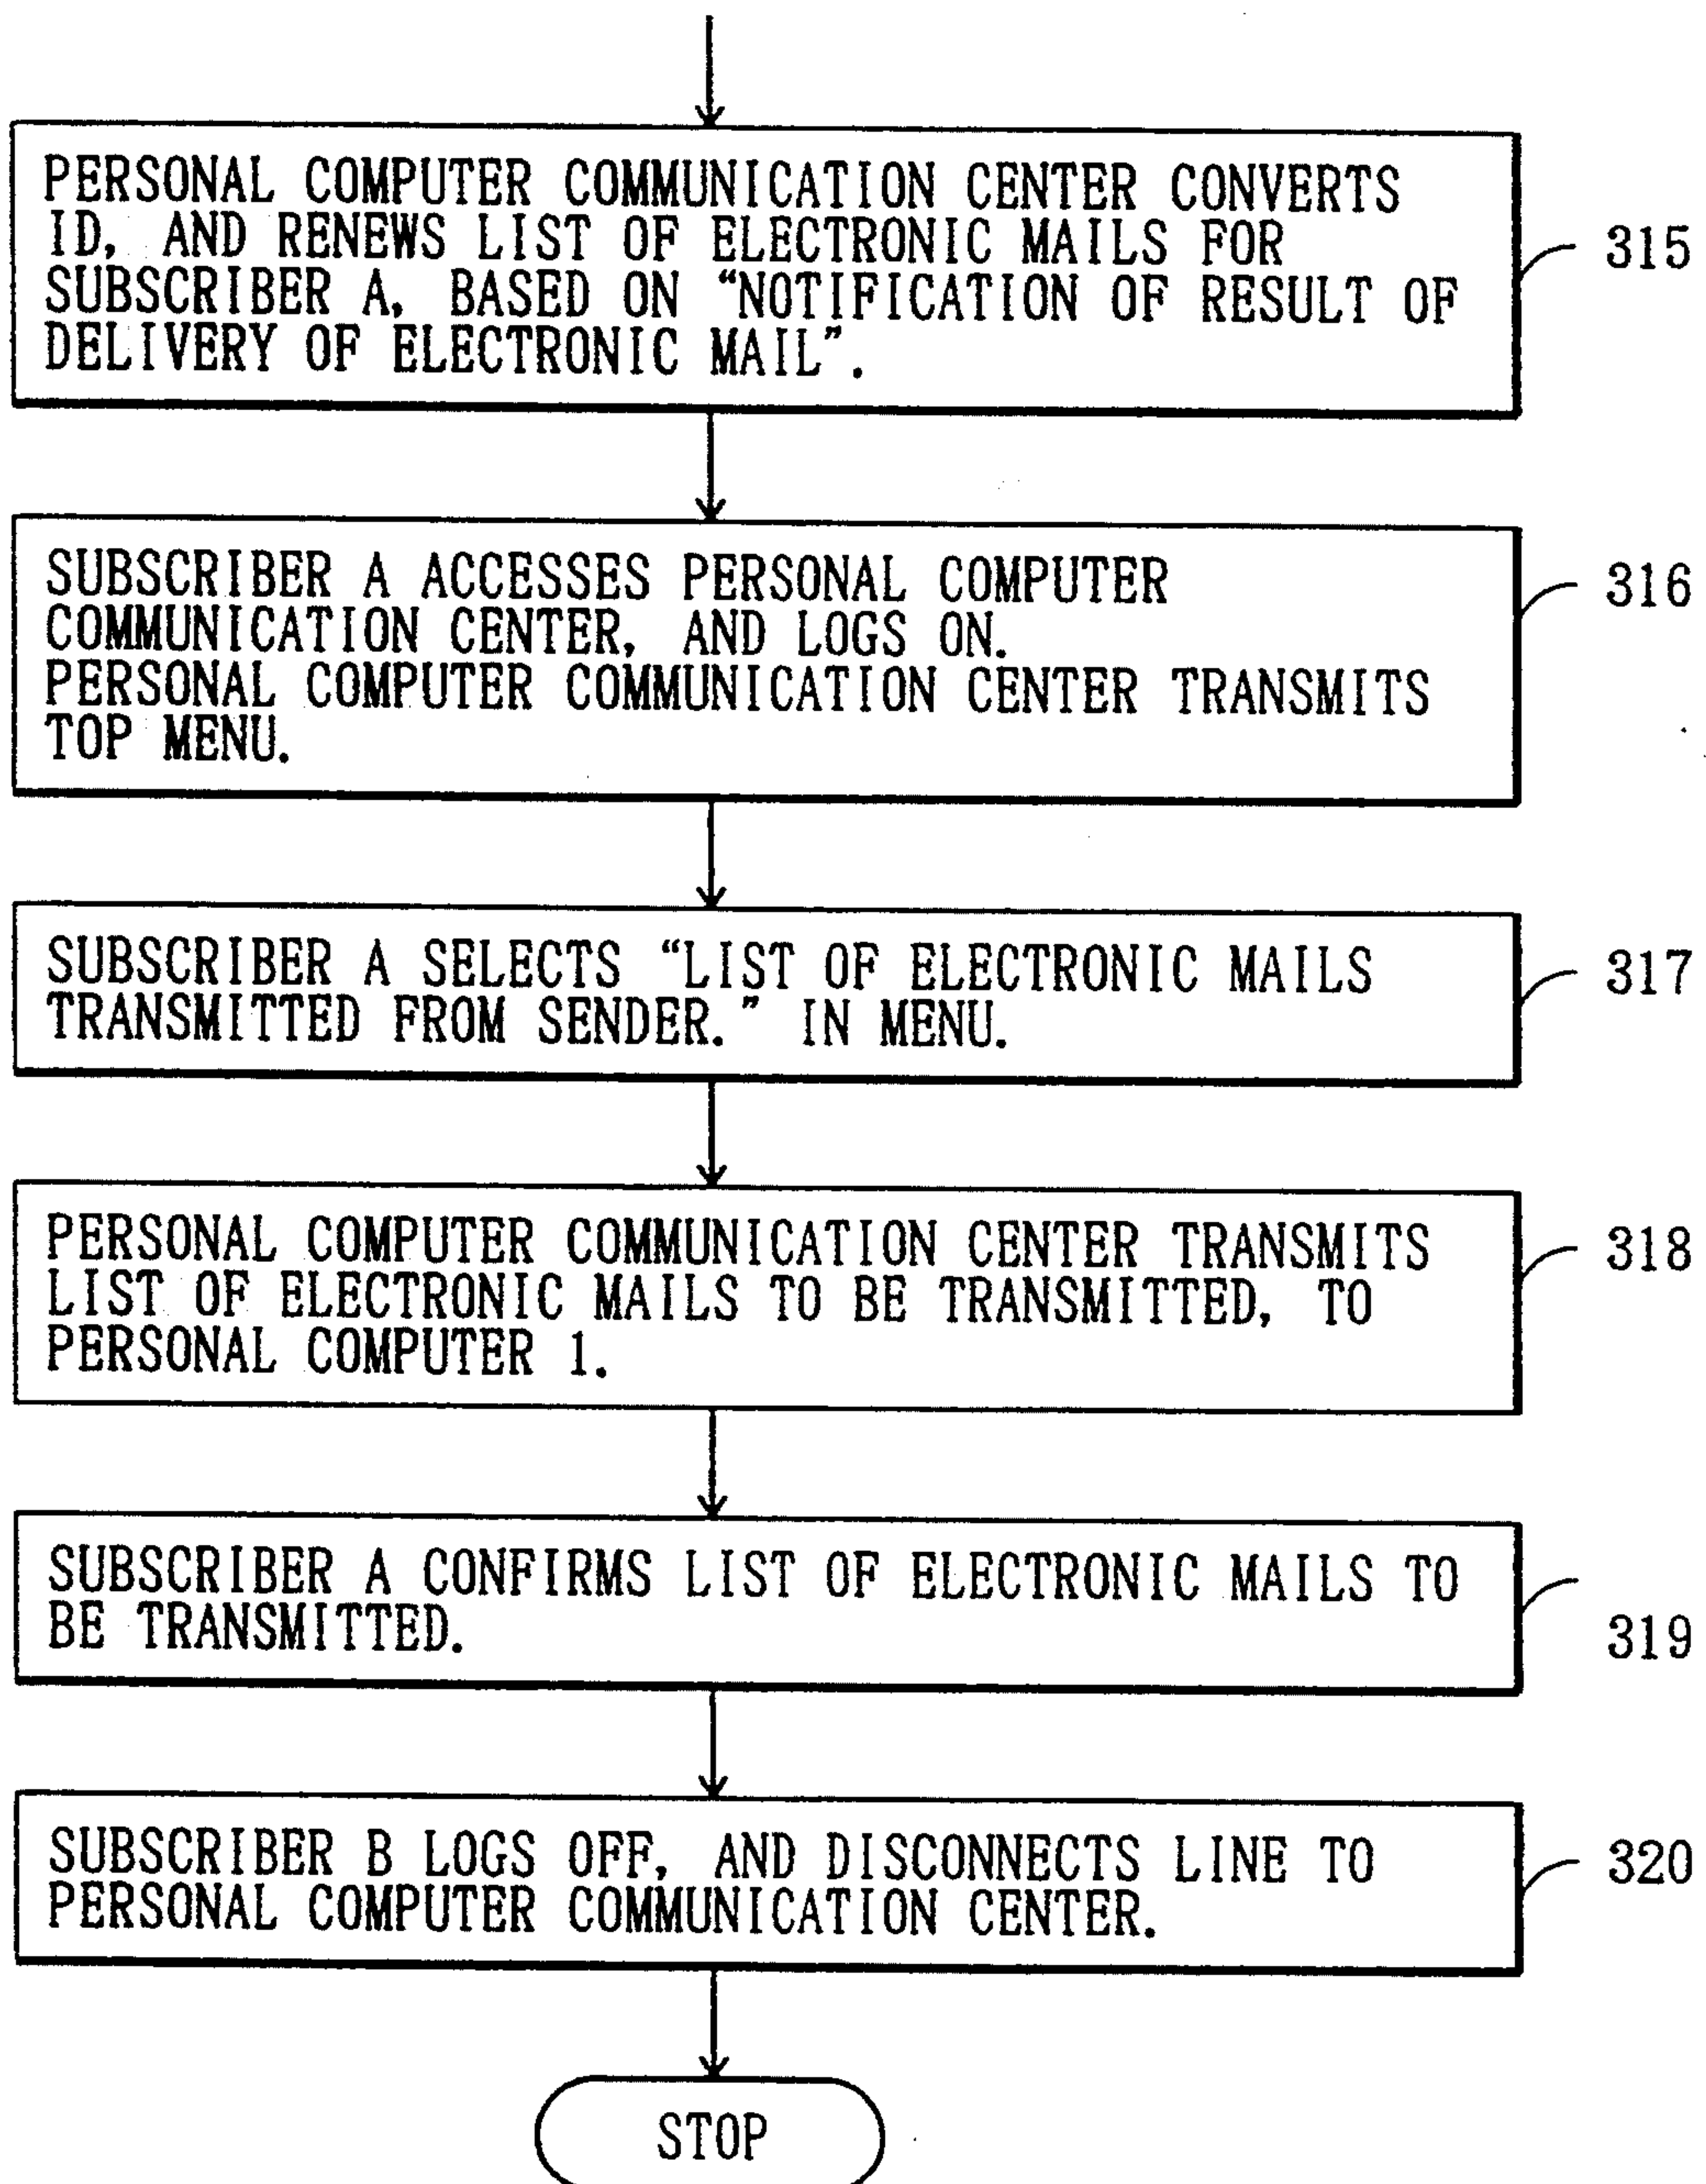 PERSONAL COMPUTER COMMUNICATION CENTER CONVERTS
ID, AND RENEWS LIST OF ELECTRONIC MAILS FOR
SUBSCRIBER A, BASED ON “NOTIFICATION OF RESULT OF
DELIVERY OF ELECTRONIC MAIL”.
315
SUBSCRIBER A ACCESSES PERSONAL COMPUTER
COMMUNICATION CENTER, AND LOGS ON.
PERSONAL COMPUTER COMMUNICATION CENTER TRANSMITS
TOP MENU.
316
SUBSCRIBER A SELECTS “LIST OF ELECTRONIC MAILS
TRANSMITTED FROM SENDER.” IN MENU.
317
PERSONAL COMPUTER COMMUNICATION CENTER TRANSMITS
LIST OF ELECTRONIC MAILS TO BE TRANSMITTED, TO
PERSONAL COMPUTER 1.
318
SUBSCRIBER A CONFIRMS LIST OF ELECTRONIC MAILS TO
BE TRANSMITTED.
319
SUBSCRIBER B LOGS OFF, AND DISCONNECTS LINE TO
PERSONAL COMPUTER COMMUNICATION CENTER.
320
STOP